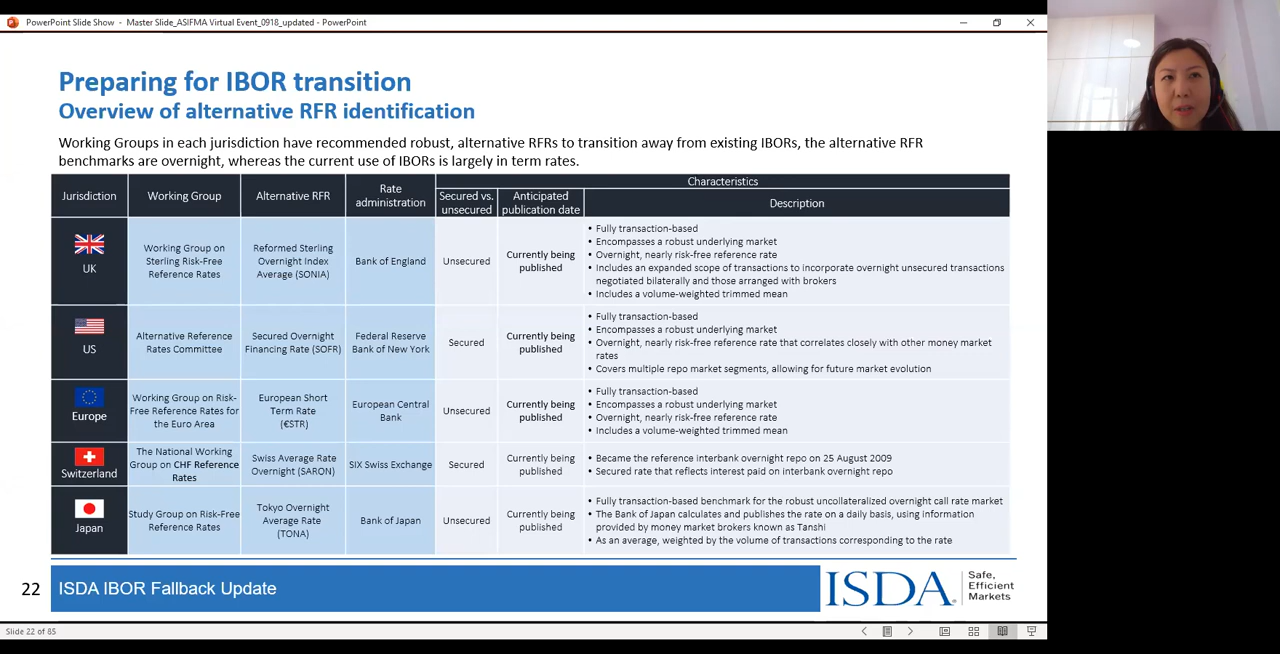 PowerPoint Slide Show - Master Slide_ASIFMA Virtual Event_0918_updated - PowerPoint
Preparing for IBOR transition
Overview of alternative RFR identification
Working Groups in each jurisdiction have recommended robust, alternative RFRs to transition away from existing IBORs, the alternative RFR
benchmarks are overnight, whereas the current use of IBORs is largely in term rates.
Jurisdiction
Working Group
Alternative RFR
Rate
administration
Characteristics
Secured vs.
unsecured
Anticipated
publication date
Description
UK
Working Group on
Sterling Risk-Free
Reference Rates
Reformed Sterling
Overnight Index
Average (SONIA)
Bank of England
Unsecured
Currently being
published
• Fully transaction-based
• Encompasses a robust underlying market
• Overnight, nearly risk-free reference rate
• Includes an expanded scope of transactions to incorporate overnight unsecured transactions
negotiated bilaterally and those arranged with brokers
• Includes a volume-weighted trimmed mean
US
Alternative Reference
Rates Committee
Secured Overnight
Financing Rate (SOFR)
Federal Reserve
Bank of New York
Secured
Currently being
published
• Fully transaction-based
• Encompasses a robust underlying market
• Overnight, nearly risk-free reference rate that correlates closely with other money market
rates
• Covers multiple repo market segments, allowing for future market evolution
Europe
Working Group on Risk-
Free Reference Rates for
the Euro Area
European Short
Term Rate
(€STR)
European Central
Bank
Unsecured
Currently being
published
• Fully transaction-based
• Encompasses a robust underlying market
• Overnight, nearly risk-free reference rate
• Includes a volume-weighted trimmed mean
Switzerland
The National Working
Group on CHF Reference
Rates
Swiss Average Rate
Overnight (SARON)
SIX Swiss Exchange
Secured
Currently being
published
• Became the reference interbank overnight repo on 25 August 2009
• Secured rate that reflects interest paid on interbank overnight repo
Japan
Study Group on Risk-Free
Reference Rates
Tokyo Overnight
Average Rate
(TONA)
Bank of Japan
Unsecured
Currently being
published
• Fully transaction-based benchmark for the robust uncollateralized overnight call rate market
• The Bank of Japan calculates and publishes the rate on a daily basis, using information
provided by money market brokers known as Tanshi
• As an average, weighted by the volume of transactions corresponding to the rate
22
ISDA IBOR Fallback Update
ISDA®
Safe,
Efficient
Markets
Slide 22 of 85